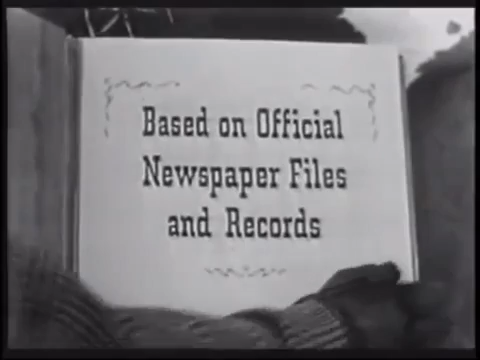 Based on Official
Newspaper Files
and Records